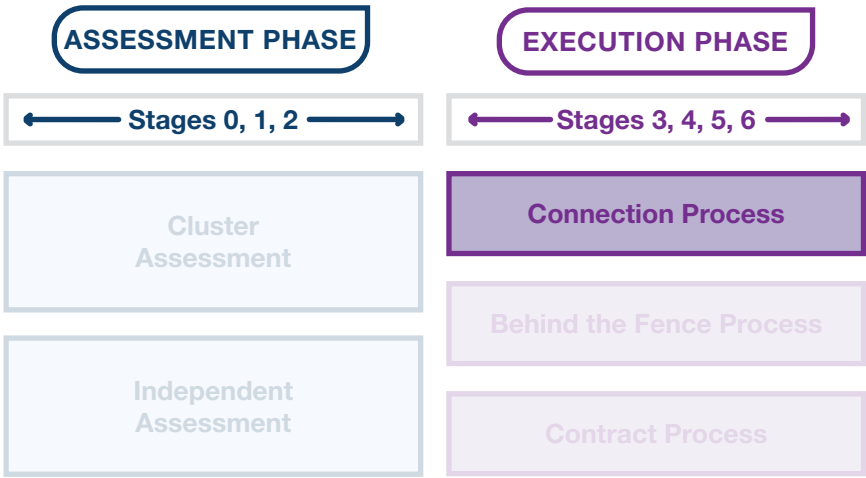 ASSESSMENT PHASE
EXECUTION PHASE
Stages 0, 1, 2
Stages 3, 4, 5, 6
Cluster
Assessment
Connection Process
Behind the Fence Process
Independent
Assessment
Contract Process